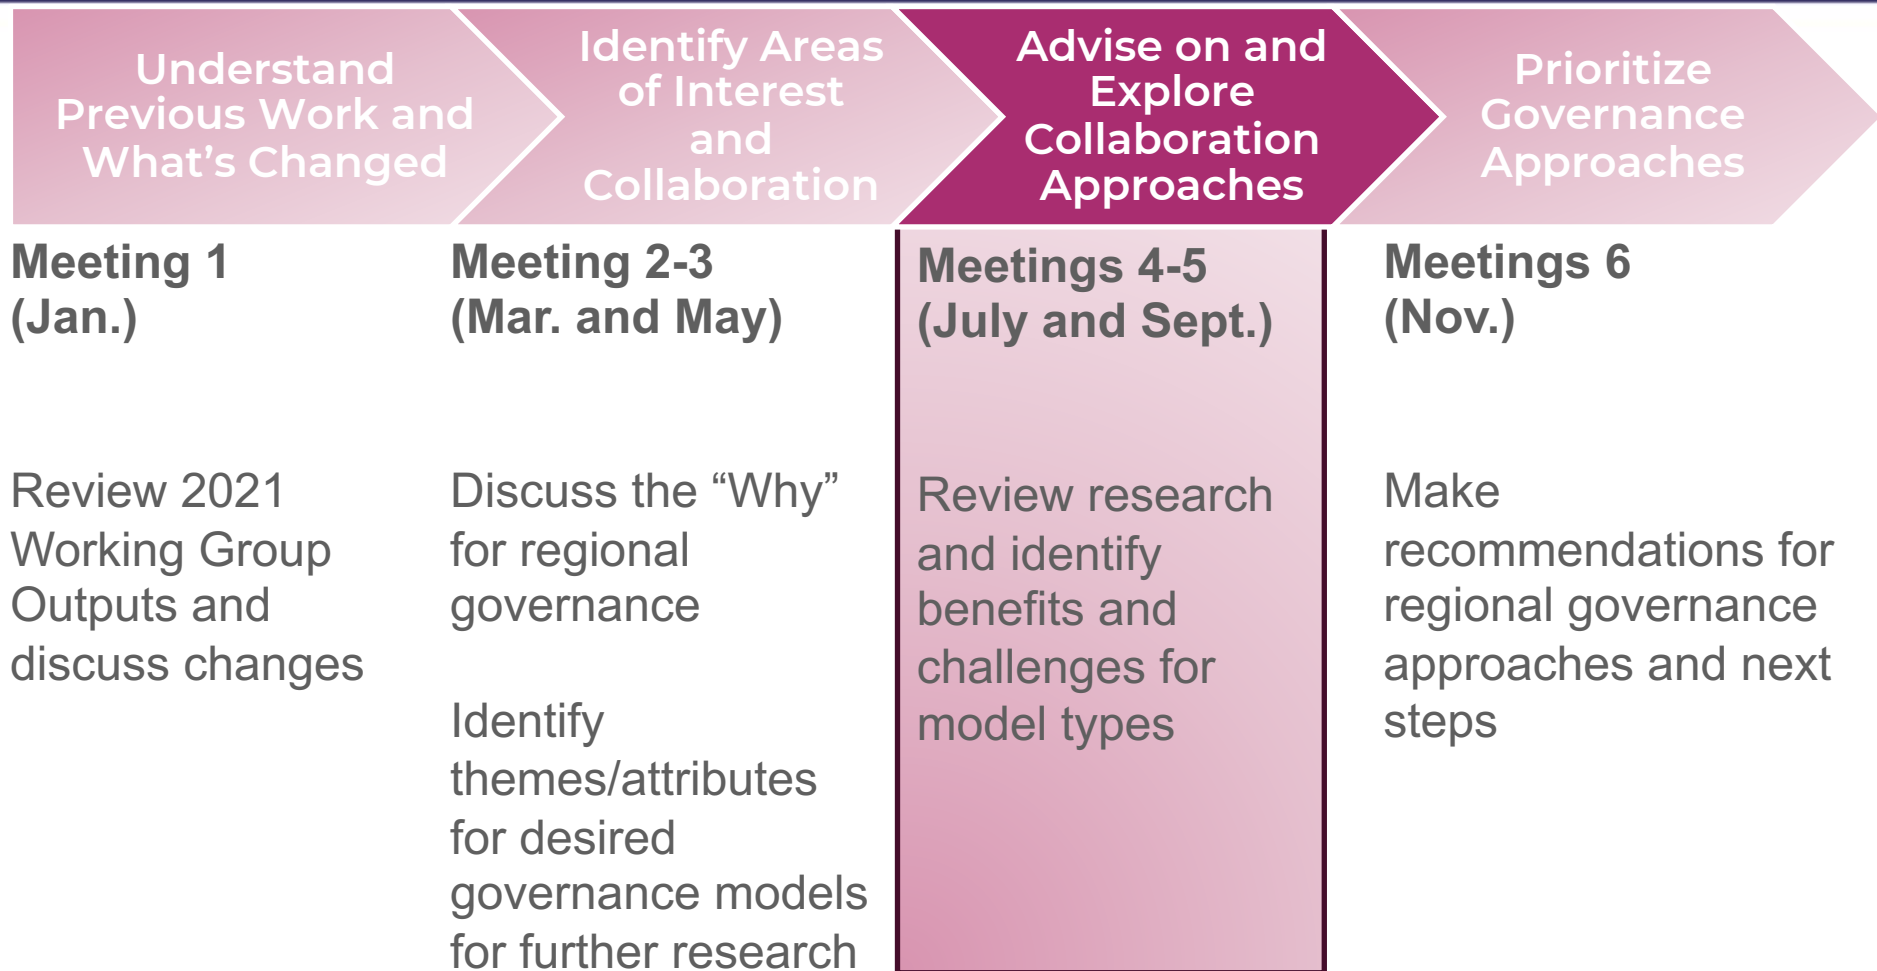 Understand
Previous Work and
What's Changed
Identify Areas
of Interest
and
Collaboration
Advise on and
Explore
Collaboration
Approaches
Prioritize
Governance
Approaches
Meeting 1
(Jan.)
Review 2021
Working Group
Outputs and
discuss changes
Meeting 2-3
(Mar. and May)
Discuss the “Why”
for regional
governance
Identify
themes/attributes
for desired
governance models
for further research
Meetings 4-5
(July and Sept.)
Review research
and identify
benefits and
challenges for
model types
Meetings 6
(Nov.)
Make
recommendations for
regional governance
approaches and next
steps